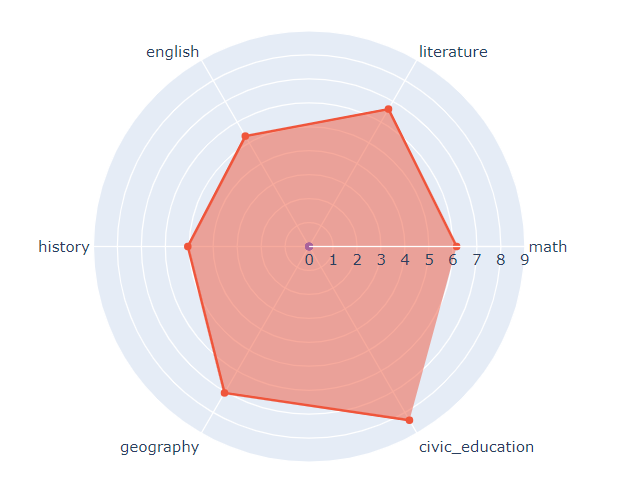 english
literature
history
math
0 1 2 3 4 5 6 7 8 9
geography
civic_education